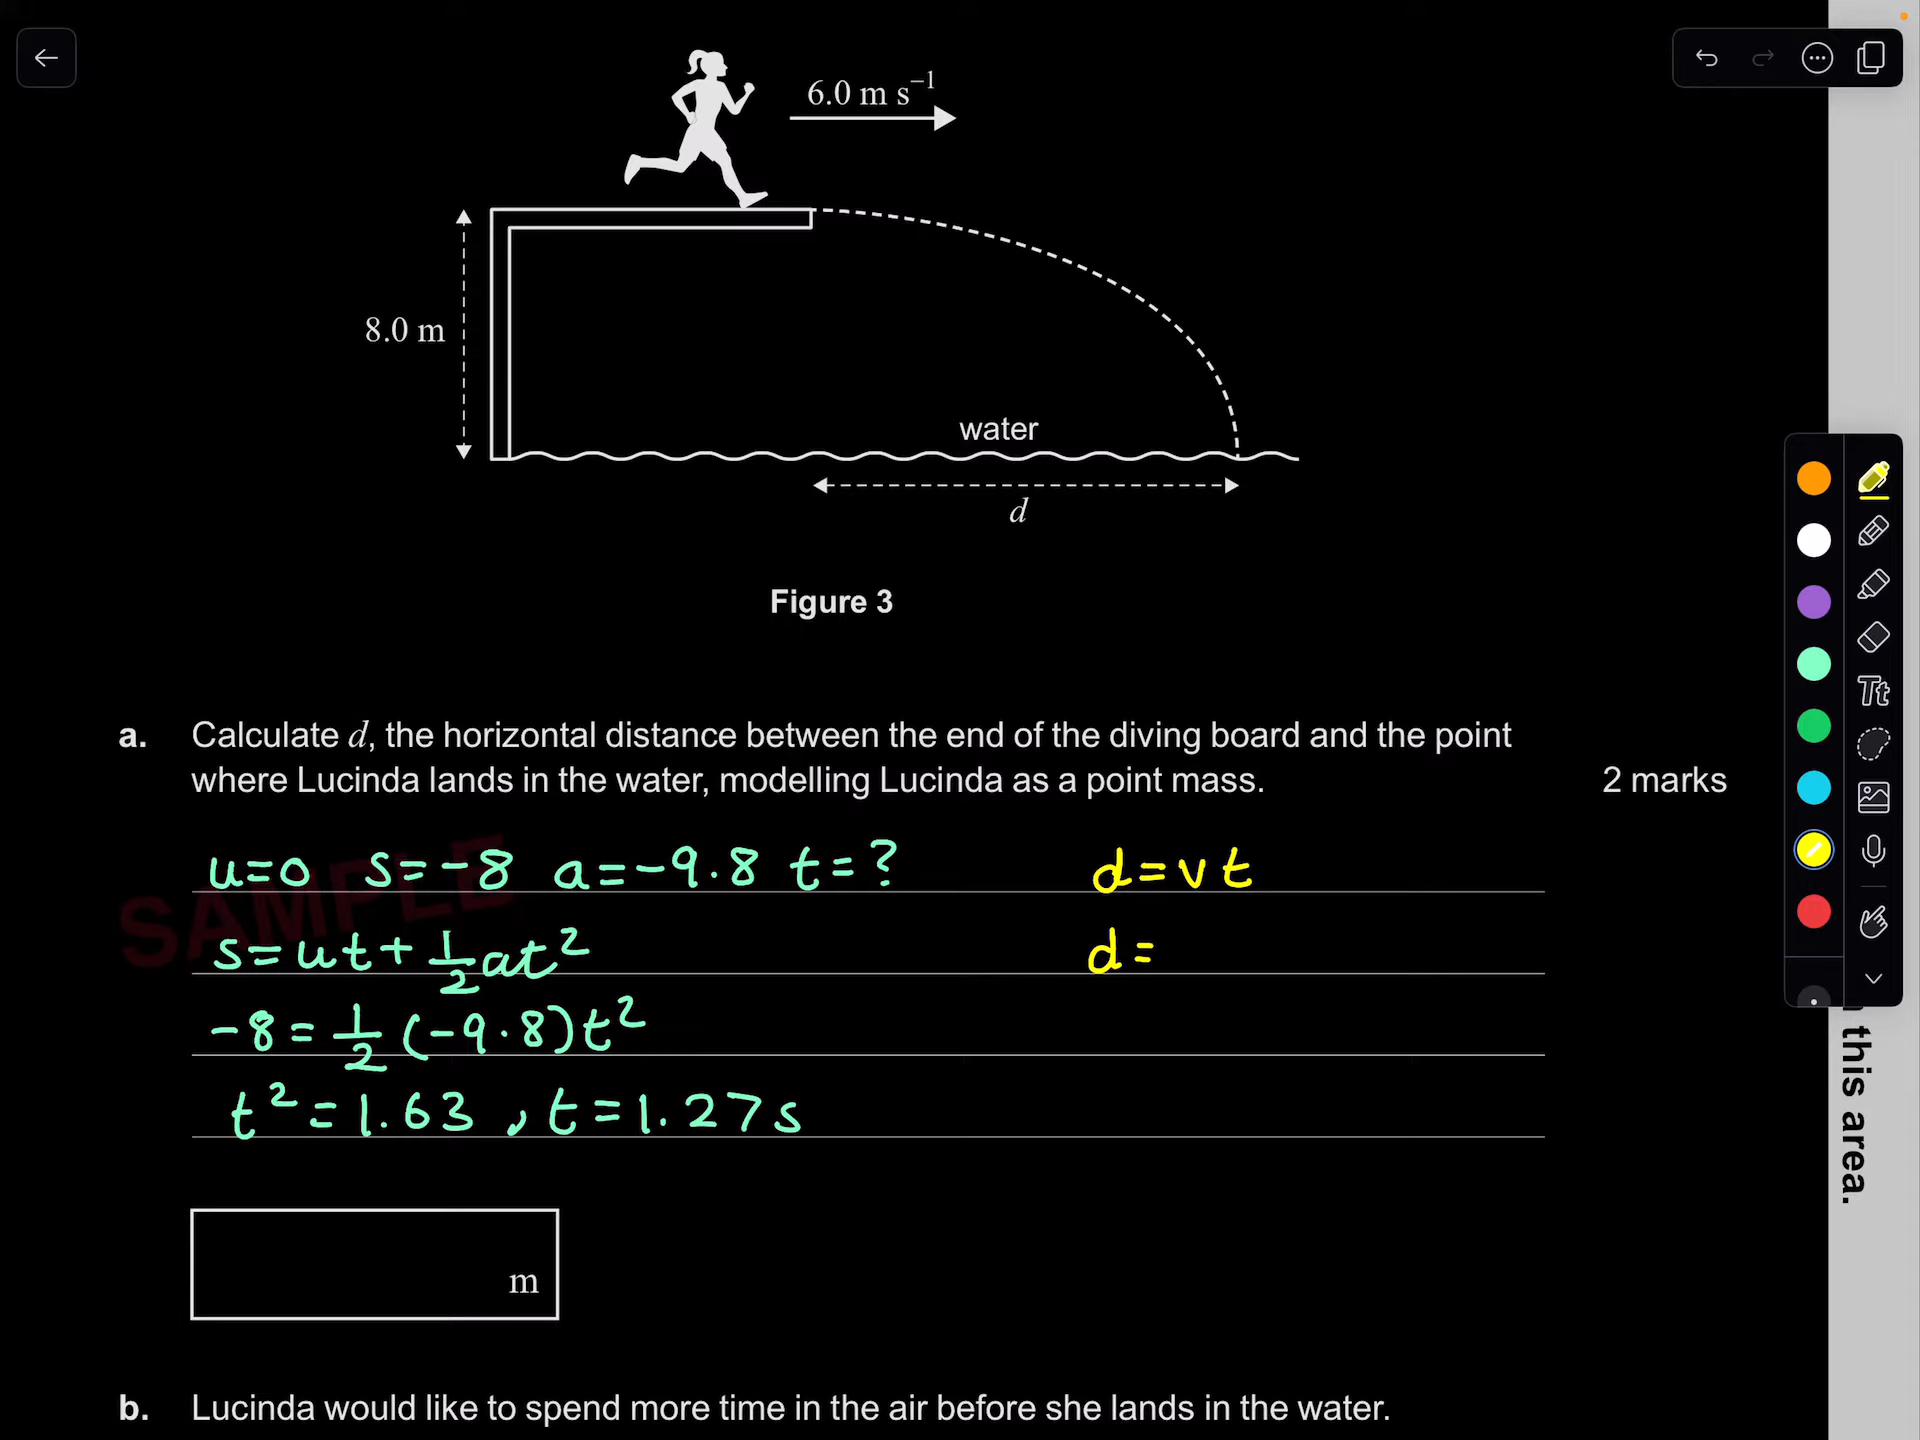 6.0 m s⁻¹
8.0 m
water
d
Figure 3
a. Calculate d, the horizontal distance between the end of the diving board and the point
where Lucinda lands in the water, modelling Lucinda as a point mass. 2 marks
SAMPLE
u=0 s=-8 a=-9.8 t=? d=vt
s=ut+½at² d=
-8=½(-9.8)t²
t²=1.63, t=1.27s
m
b. Lucinda would like to spend more time in the air before she lands in the water.
Tt
this area.